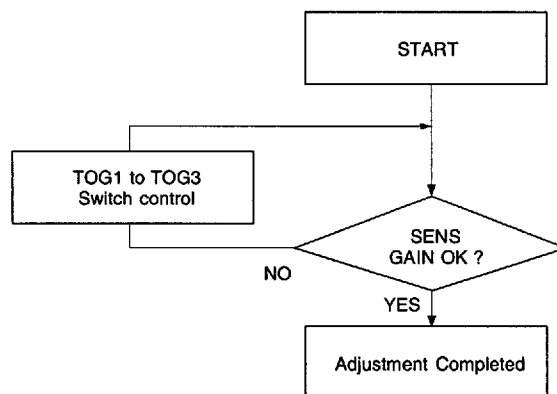 START
TOG1 to TOG3
Switch control
SENS
GAIN OK ?
NO
YES
Adjustment Completed